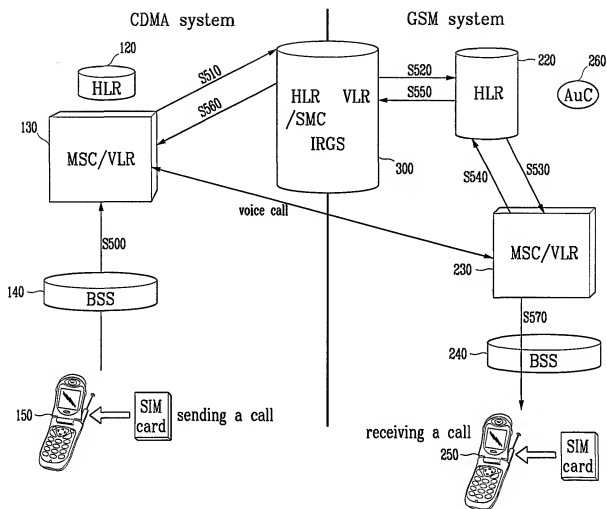 CDMA system
GSM system
120
HLR
130
MSC/VLR
S510
S560
HLR
/SMC
VLR
IRGS
300
S520
S550
220
HLR
260
AuC
S540
S530
voice call
S500
MSC/VLR
230
140
BSS
S570
240
BSS
150
SIM
card
sending a call
receiving a call
250
SIM
card